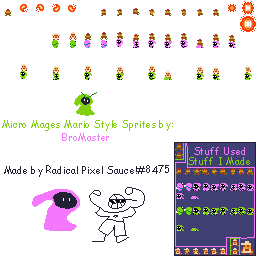 Micro Mages Mario Style Sprites by:
BroMaster
Made by Radical Pixel Sauce!#8475
Stuff Used
Stuff I Made